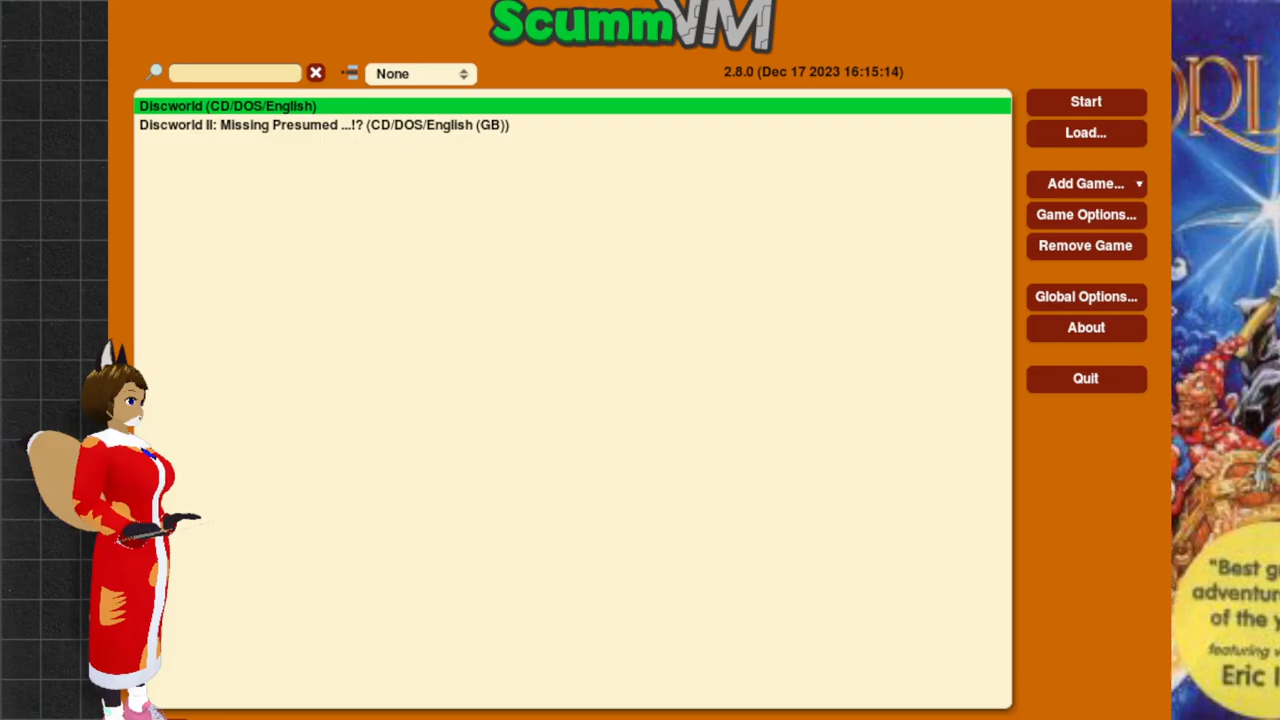 ScummVM
None
2.8.0 (Dec 17 2023 16:15:14)
Discworld (CD/DOS/English)
Discworld II: Missing Presumed ...!? (CD/DOS/English (GB))
Start
Load...
Add Game...
Game Options...
Remove Game
Global Options...
About
Quit
"Best
of the
Eric